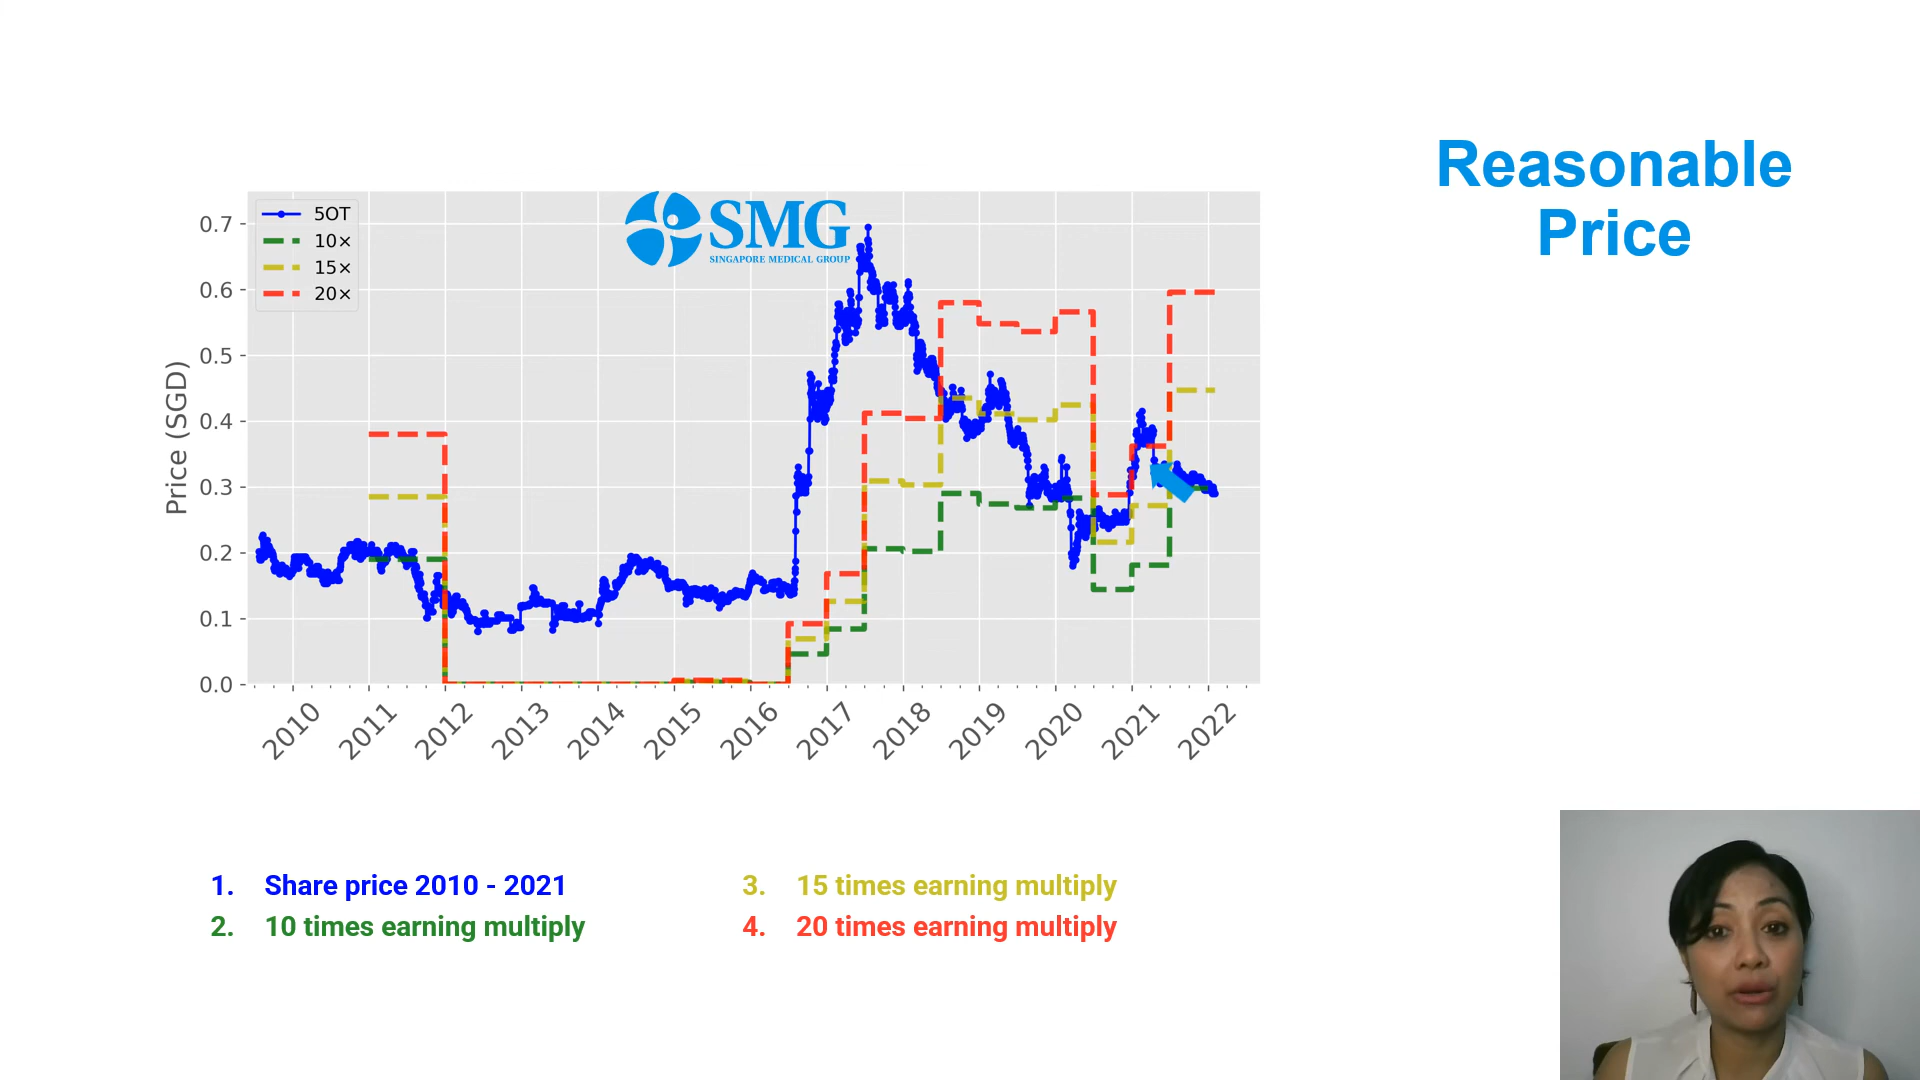 Reasonable
Price
SMG
SINGAPORE MEDICAL GROUP
5OT
10×
15×
20×
Price (SGD)
0.7
0.6
0.5
0.4
0.3
0.2
0.1
0.0
2010
2011
2012
2013
2014
2015
2016
2017
2018
2019
2020
2021
2022
1. Share price 2010 - 2021
2. 10 times earning multiply
3. 15 times earning multiply
4. 20 times earning multiply